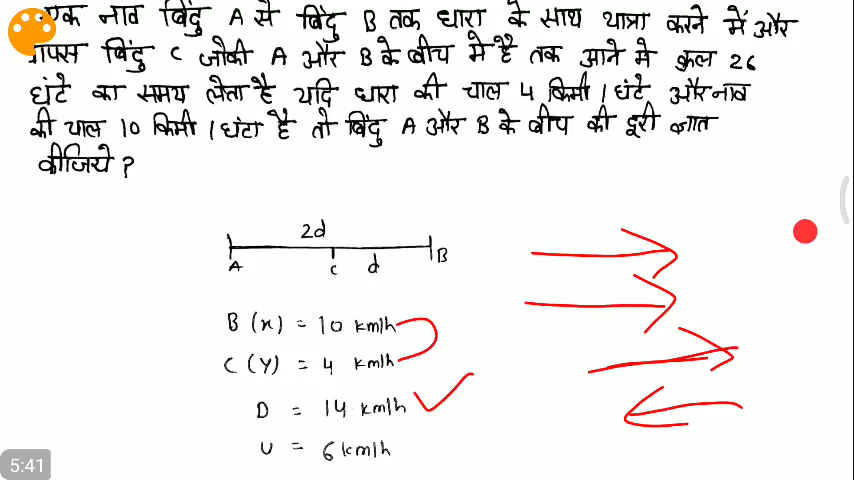 एक नाव बिंदु A से बिंदु B तक धारा के साथ यात्रा करने में और
बिंदु C जोकी A और B के बीच मे है तक आने मे कुल 26
घंटे का समय लेता है यदि धारा की चाल 4 किमी / घंटे और नाव
की चाल 10 किमी / घंटा है तो बिंदु A और B के बीच की दूरी ज्ञात
कीजिये ?
2d
A C d B
B (x) = 10 km/h
C (Y) = 4 km/h
D = 14 km/h
U = 6 km/h
5:41